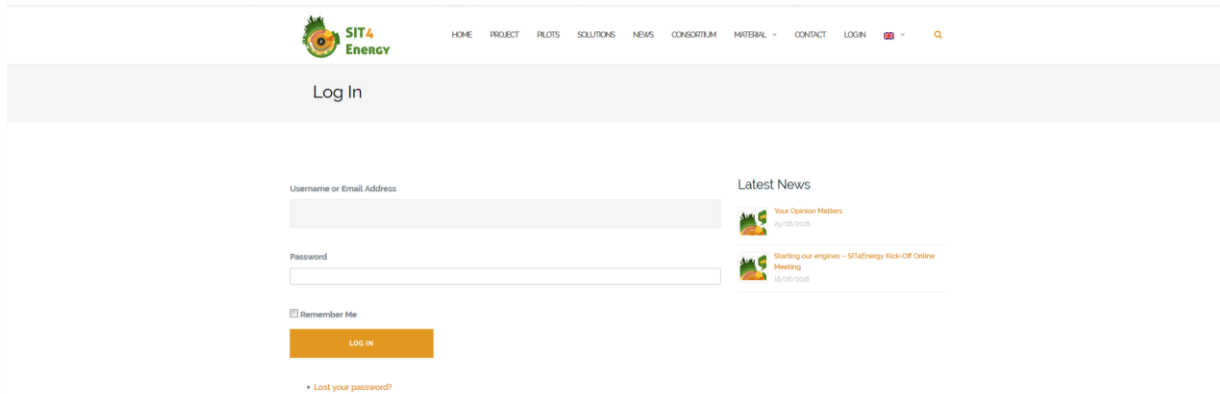 SIT4
Energy
HOME PROJECT PILOTS SOLUTIONS NEWS CONSORTIUM MATERIAL CONTACT LOGIN
Log In
Username or Email Address
Password
Remember Me
LOG IN
• Lost your password?
Latest News
Your Opinion Matters
29/06/2018
Starting our engines – SIT4Energy Kick-Off Online
Meeting
18/06/2018